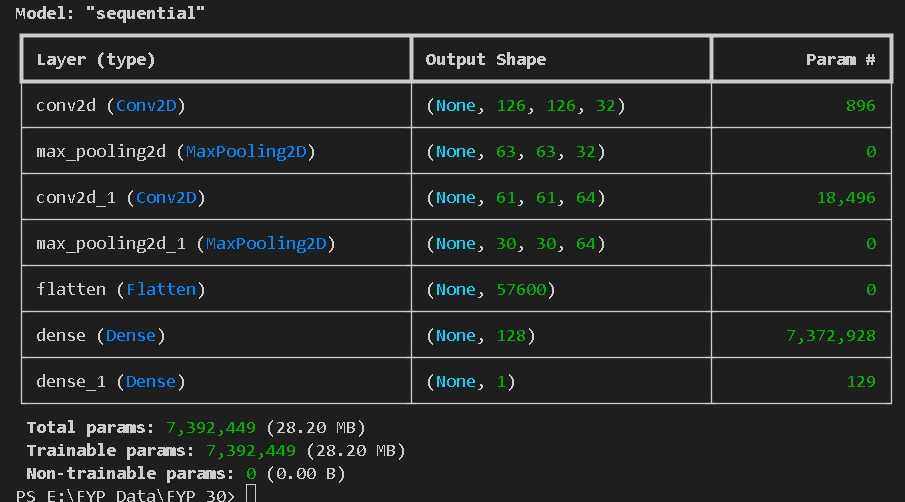 Model: "sequential"
Layer (type) Output Shape Param #
conv2d (Conv2D) (None, 126, 126, 32) 896
max_pooling2d (MaxPooling2D) (None, 63, 63, 32) 0
conv2d_1 (Conv2D) (None, 61, 61, 64) 18,496
max_pooling2d_1 (MaxPooling2D) (None, 30, 30, 64) 0
flatten (Flatten) (None, 57600) 0
dense (Dense) (None, 128) 7,372,928
dense_1 (Dense) (None, 1) 129
Total params: 7,392,449 (28.20 MB)
Trainable params: 7,392,449 (28.20 MB)
Non-trainable params: 0 (0.00 B)
PS E:\FYP Data\FYP 30>